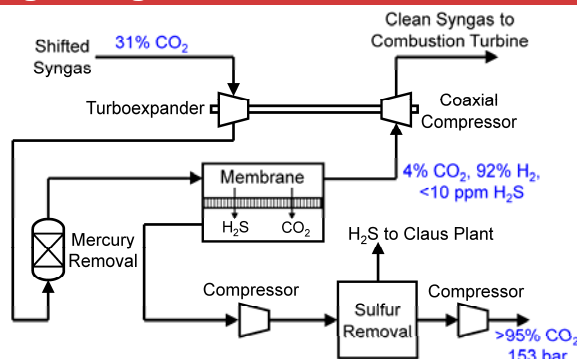 Clean Syngas to
Combustion Turbine
Shifted
Syngas
31% CO₂
Turboexpander
Coaxial
Compressor
Membrane
H₂S
CO₂
4% CO₂, 92% H₂,
<10 ppm H₂S
Mercury
Removal
H₂S to Claus Plant
Compressor
Sulfur
Removal
Compressor
>95% CO₂
153 bar